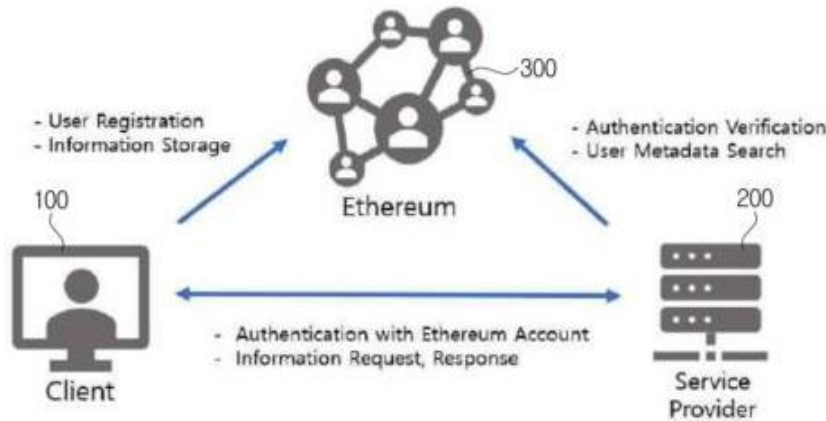 300
- User Registration
- Information Storage
- Authentication Verification
- User Metadata Search
Ethereum
100
200
- Authentication with Ethereum Account
- Information Request, Response
Client
Service
Provider